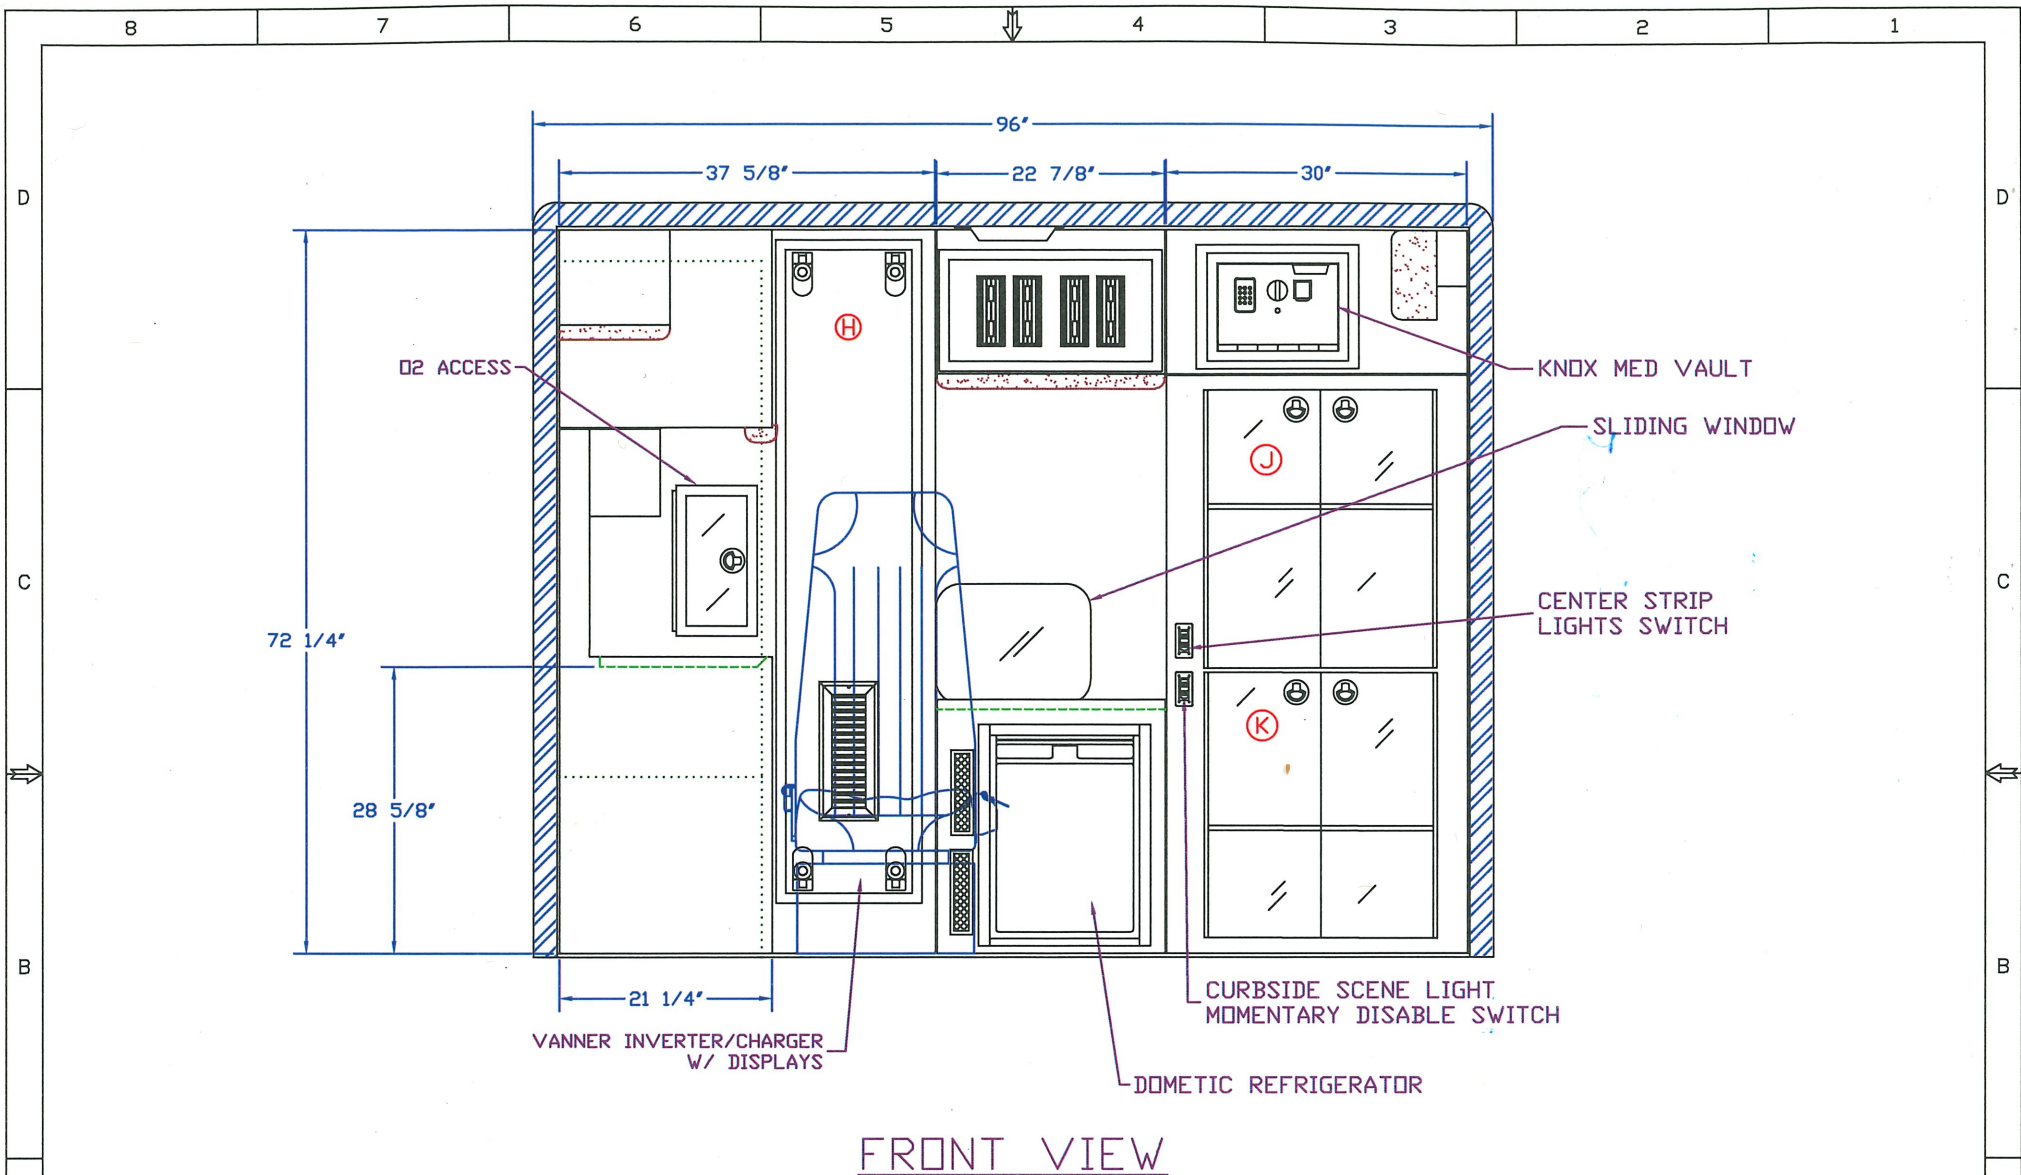 8 7 6 5 4 3 2 1
96"
37 5/8" 22 7/8" 30"
D D
H
O2 ACCESS
KNOX MED VAULT
SLIDING WINDOW
J
C C
CENTER STRIP
LIGHTS SWITCH
72 1/4"
K
28 5/8"
B B
21 1/4"
CURBSIDE SCENE LIGHT
MOMENTARY DISABLE SWITCH
VANNER INVERTER/CHARGER
W/ DISPLAYS
DOMETIC REFRIGERATOR
FRONT VIEW